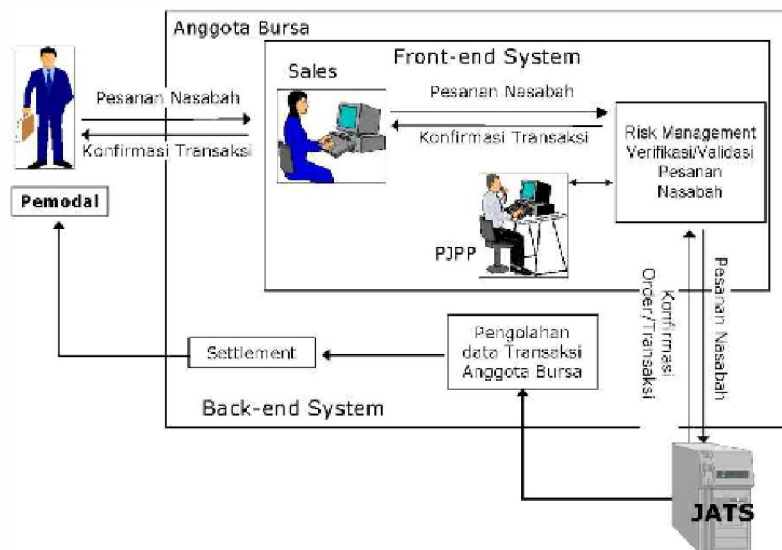 Anggota Bursa
Front-end System
Sales
Pesanan Nasabah
Konfirmasi Transaksi
Pesanan Nasabah
Konfirmasi Transaksi
Risk Management
Verifikasi/Validasi
Pesanan
Nasabah
Pemodal
PJPP
Konfirmasi
Order/Transaksi
Pesanan Nasabah
Pengolahan
data Transaksi
Anggota Bursa
Settlement
Back-end System
JATS